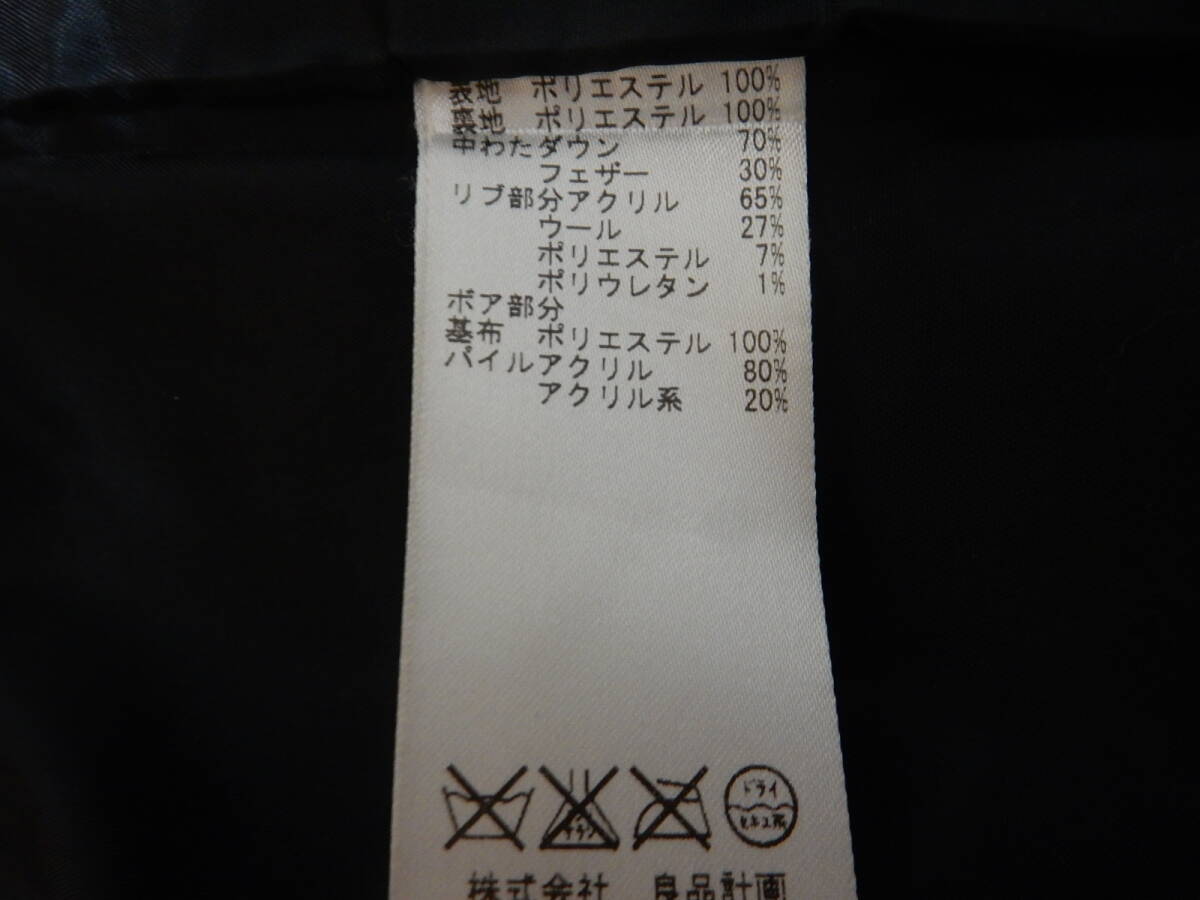 表地 ポリエステル 100%
裏地 ポリエステル 100%
中わたダウン 70%
フェザー 30%
リブ部分アクリル 65%
ウール 27%
ポリエステル 7%
ポリウレタン 1%
ボア部分
基布 ポリエステル 100%
パイルアクリル 80%
アクリル系 20%
ドライ
セキユ系
株式会社 良品計画